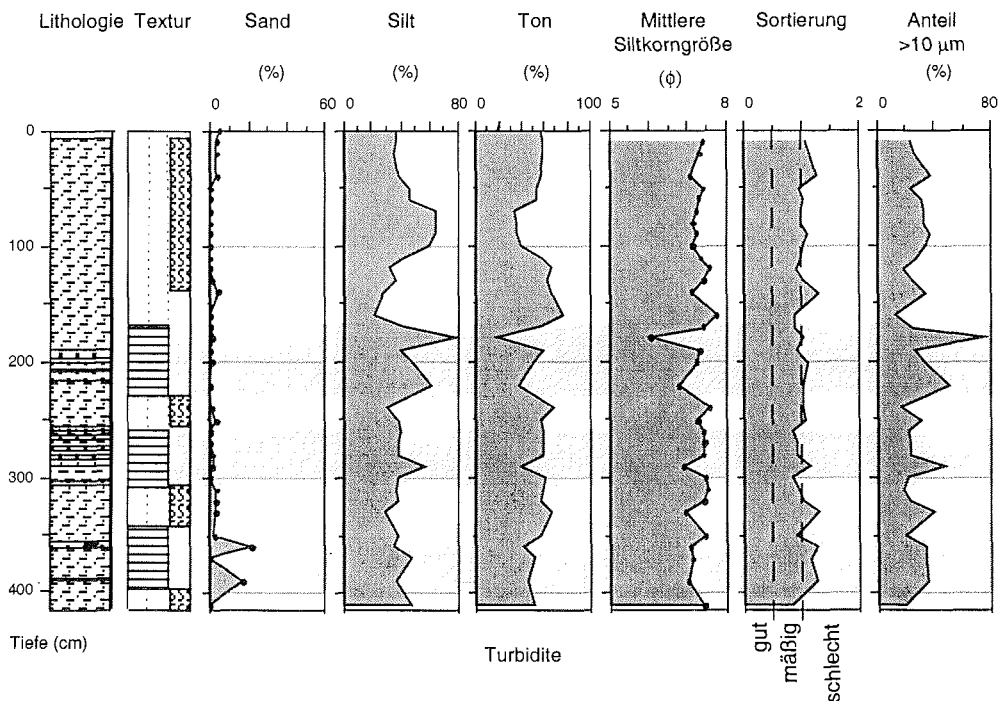 Lithologie Textur Sand Silt Ton Mittlere Sortierung Anteil
Siltkorngröße >10 µm
(%) (%) (%) (ϕ) (%)
0 60 0 80 0 100 5 8 0 2 0 80
0
100
200
300
400
Tiefe (cm)
Turbidite
gut
mäßig
schlecht